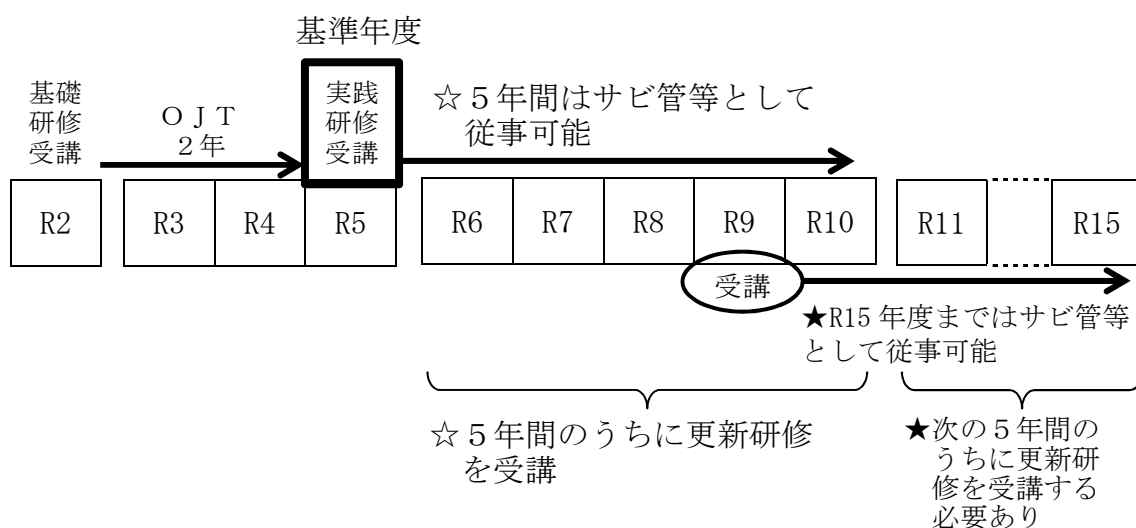 基準年度
基礎
研修
受講
ＯＪＴ
２年
実践
研修
受講
☆５年間はサビ管等として
従事可能
R2
R3
R4
R5
R6
R7
R8
R9
R10
R11
R15
受講
★R15年度まではサビ管等
として従事可能
☆５年間のうちに更新研修
を受講
★次の５年間の
うちに更新研
修を受講する
必要あり